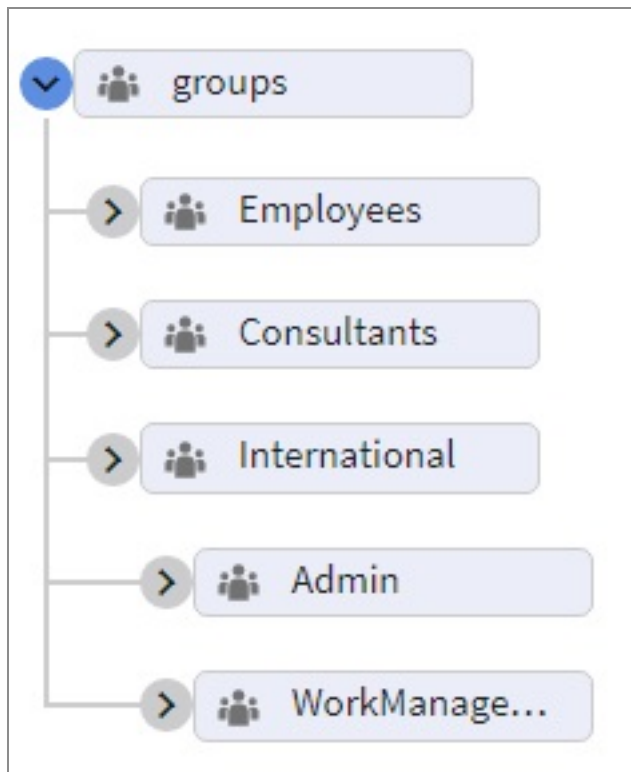 groups
Employees
Consultants
International
Admin
WorkManage...